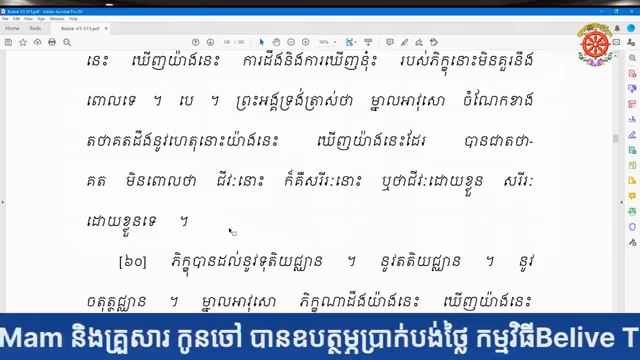 Bwtok-V3-015.pdf - Adobe Acrobat Pro DC
File Edit View Sign Window Help
Home Tools Bwtok-V3-015.pdf
នេះ ឃើញយ៉ាងនេះ ការដឹងនិងការឃើញនុ៎ះ របស់ភិក្ខុនោះមិនគួរនឹង
ពោលទេ ។ បេ ។ ព្រះអង្គទ្រង់ត្រាស់ថា ម្នាលអាវុសោ ចំណែកខាង
តថាគតដឹងនូវហេតុនោះយ៉ាងនេះ ឃើញយ៉ាងនេះដែរ បានជាតថា-
គត មិនពោលថា ជីវៈនោះ ក៏គឺសរីរៈនោះ ឬថាជីវៈដោយខ្លួន សរីរៈ
ដោយខ្លួនទេ ។
[៦០] ភិក្ខុបានដល់នូវទុតិយជ្ឈាន ។ នូវតតិយជ្ឈាន ។ នូវ
ចតុត្ថជ្ឈាន ។ ម្នាលអាវុសោ ភិក្ខុណាដឹងយ៉ាងនេះ ឃើញយ៉ាងនេះ
Mam និងគ្រួសារ កូនចៅ បានឧបត្ថម្ភប្រាក់បង់ថ្លៃ កម្មវិធីBelive T